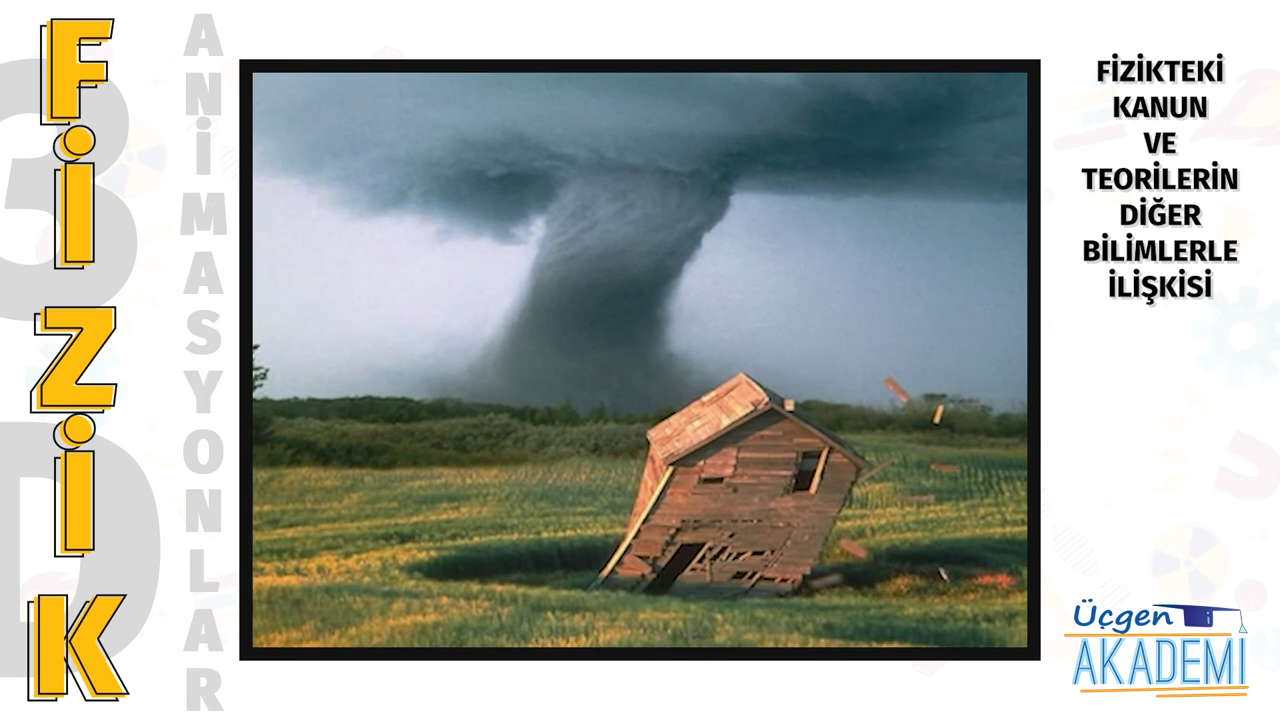 FİZİK
3D
ANİMASYONLAR
FİZİKTEKİ
KANUN
VE
TEORİLERİN
DİĞER
BİLİMLERLE
İLİŞKİSİ
Üçgen
AKADEMİ